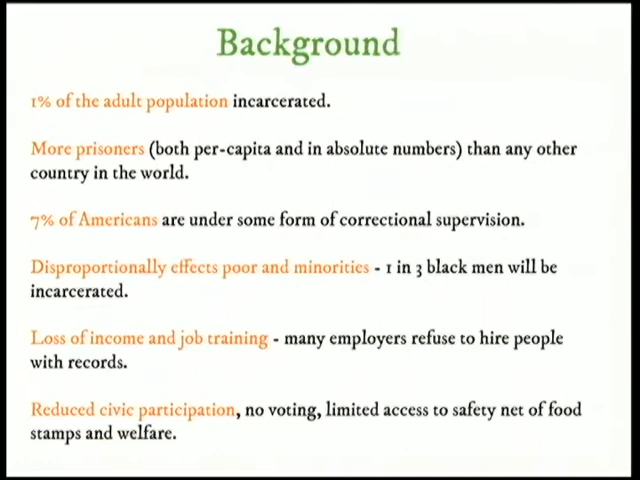 Background
1% of the adult population incarcerated.
More prisoners (both per-capita and in absolute numbers) than any other
country in the world.
7% of Americans are under some form of correctional supervision.
Disproportionally effects poor and minorities - 1 in 3 black men will be
incarcerated.
Loss of income and job training - many employers refuse to hire people
with records.
Reduced civic participation, no voting, limited access to safety net of food
stamps and welfare.